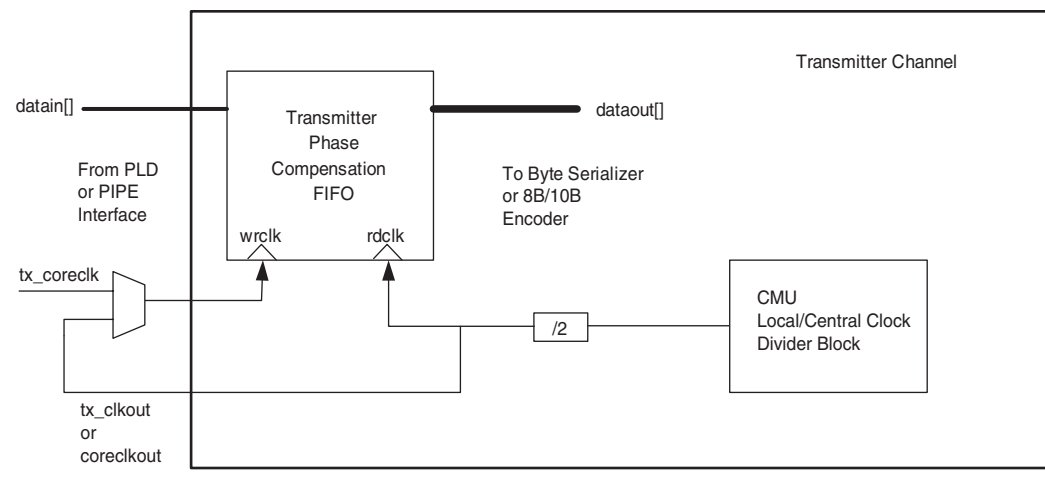 Transmitter Channel
datain[]
Transmitter
Phase
Compensation
FIFO
dataout[]
From PLD
or PIPE
Interface
To Byte Serializer
or 8B/10B
Encoder
wrclk
rdclk
tx_coreclk
/2
CMU
Local/Central Clock
Divider Block
tx_clkout
or
coreclkout